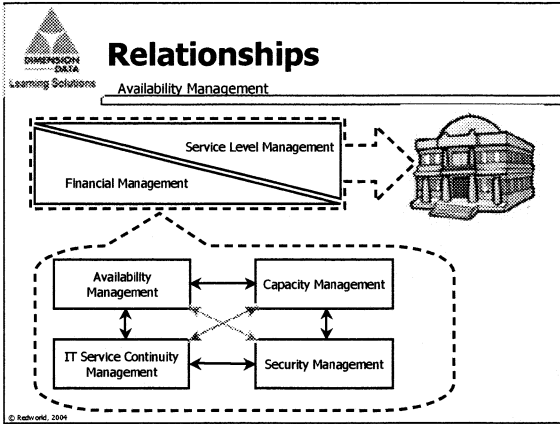 DIMENSION
DATA
Learning Solutions
Relationships
Availability Management
Service Level Management
Financial Management
Availability
Management
Capacity Management
IT Service Continuity
Management
Security Management
© Redworld, 2004